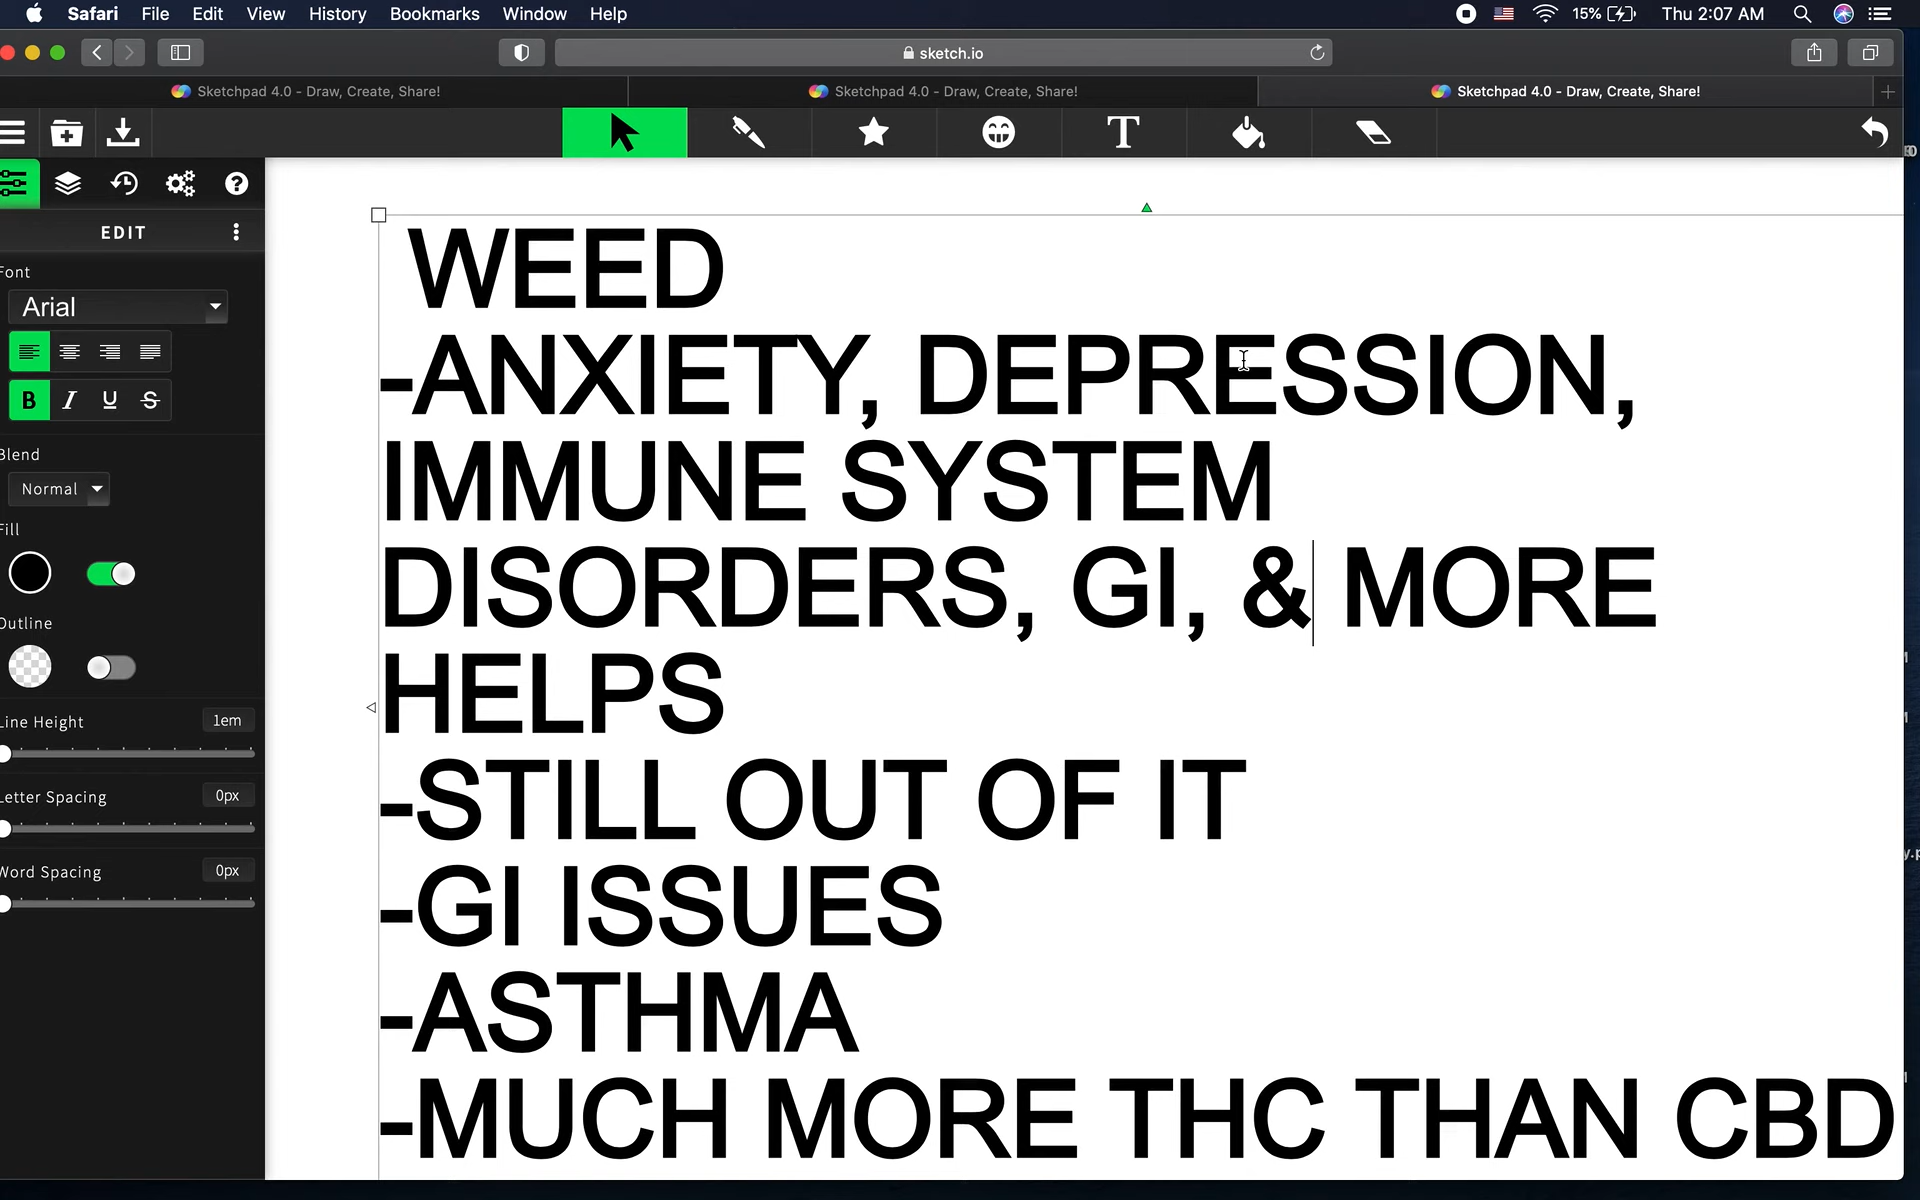 Safari File Edit View History Bookmarks Window Help 15% Thu 2:07 AM
sketch.io
Sketchpad 4.0 - Draw, Create, Share! Sketchpad 4.0 - Draw, Create, Share! Sketchpad 4.0 - Draw, Create, Share!
T
EDIT
Font
Arial
B I U S
Blend
Normal
Fill
Outline
Line Height 1em
Letter Spacing 0px
Word Spacing 0px
WEED
-ANXIETY, DEPRESSION,
IMMUNE SYSTEM
DISORDERS, GI, & MORE
HELPS
-STILL OUT OF IT
-GI ISSUES
-ASTHMA
-MUCH MORE THC THAN CBD